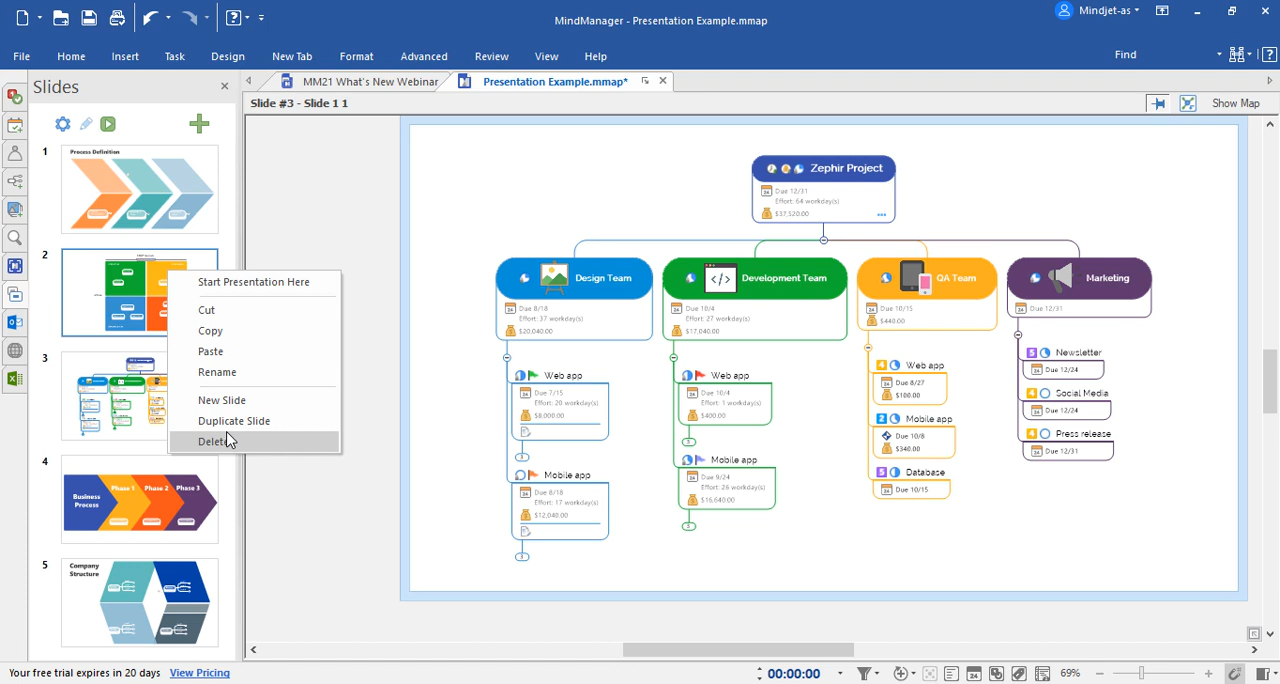 MindManager - Presentation Example.mmap
Mindjet-as
File Home Insert Task Design New Tab Format Advanced Review View Help
Find
Slides
MM21 What's New Webinar
Presentation Example.mmap*
Slide #3 - Slide 1 1
Show Map
1
Process Definition
2
3
4
Business
Process
Phase 1 Phase 2 Phase 3
5
Company
Structure
Start Presentation Here
Cut
Copy
Paste
Rename
New Slide
Duplicate Slide
Delete
Zephir Project
Due 12/31
Effort: 64 workday(s)
$37,520.00
Design Team
Due 8/18
Effort: 37 workday(s)
$20,040.00
Web app
Due 7/15
Effort: 20 workday(s)
$8,000.00
3
Mobile app
Due 8/18
Effort: 17 workday(s)
$12,040.00
3
Development Team
Due 10/4
Effort: 27 workday(s)
$17,040.00
Web app
Due 10/4
Effort: 1 workday(s)
$400.00
3
Mobile app
Due 9/24
Effort: 26 workday(s)
$16,640.00
3
QA Team
Due 10/15
$440.00
4 Web app
Due 8/27
$100.00
2 Mobile app
Due 10/8
$340.00
5 Database
Due 10/15
Marketing
Due 12/31
5 Newsletter
Due 12/24
4 Social Media
Due 12/24
4 Press release
Due 12/31
Your free trial expires in 20 days View Pricing
00:00:00
69%